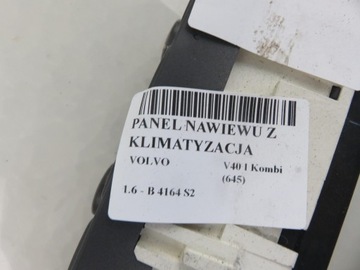 PANEL NAWIEWU Z
KLIMATYZACJA
VOLVO V40 I Kombi
(645)
1.6 - B 4164 S2